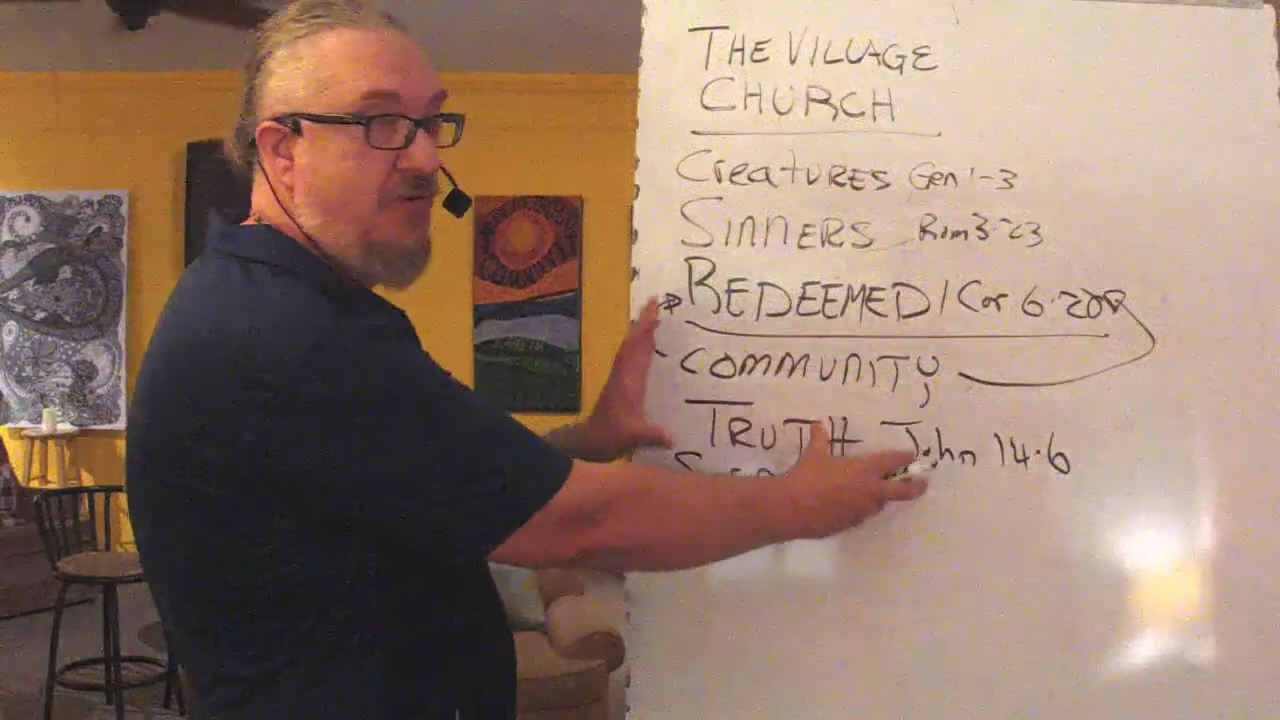 THE VILLAGE
CHURCH
CREATURES Gen 1-3
SINNERS Rom 3-23
REDEEMED 1 Cor 6:20
COMMUNITY
TRUTH John 14:6